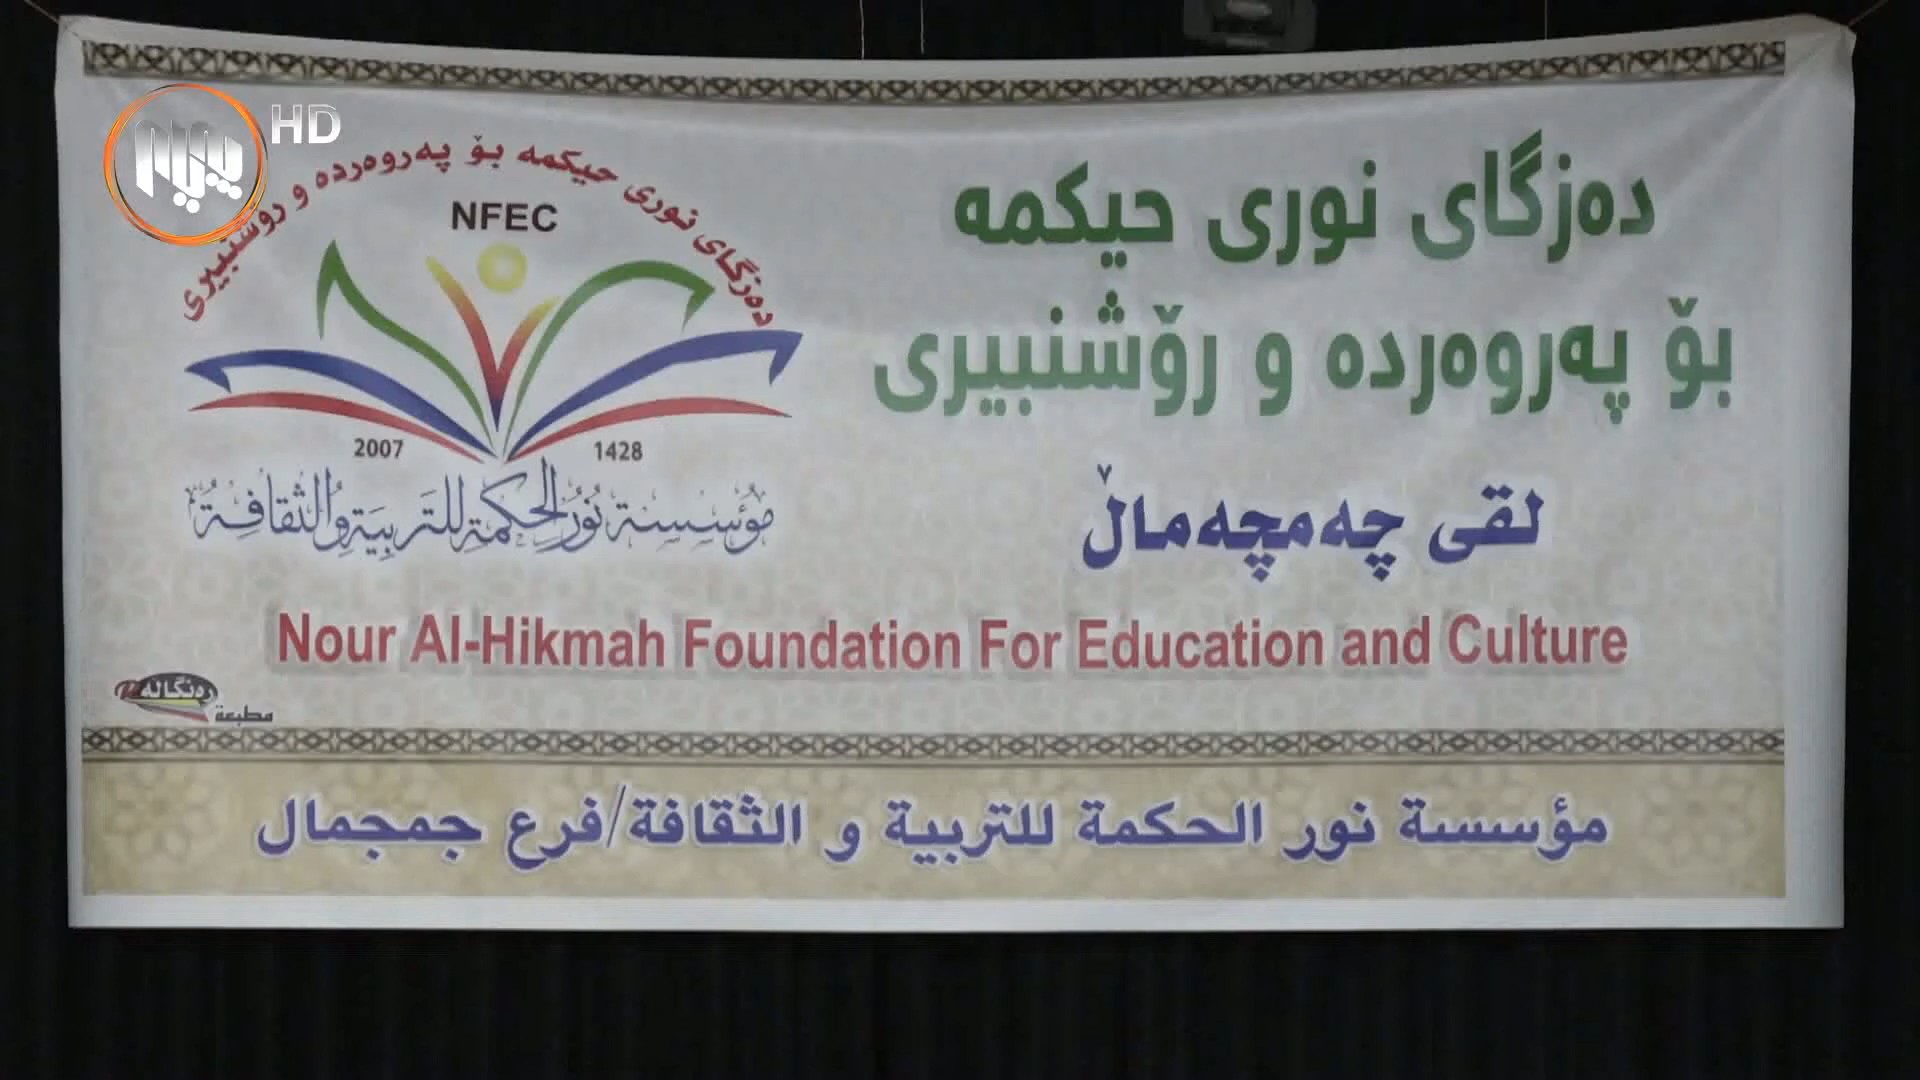 پەیام HD
دەزگای نوری حیکمە بۆ پەروەردە و رۆشنبیری
NFEC
2007 1428
مؤسسة نور الحكمة للتربية والثقافة
دەزگای نوری حیکمە
بۆ پەروەردە و رۆشنبیری
لقی چەمچەماڵ
Nour Al-Hikmah Foundation For Education and Culture
رەنگالە
مطبعة
مؤسسة نور الحكمة للتربية و الثقافة/فرع جمجمال